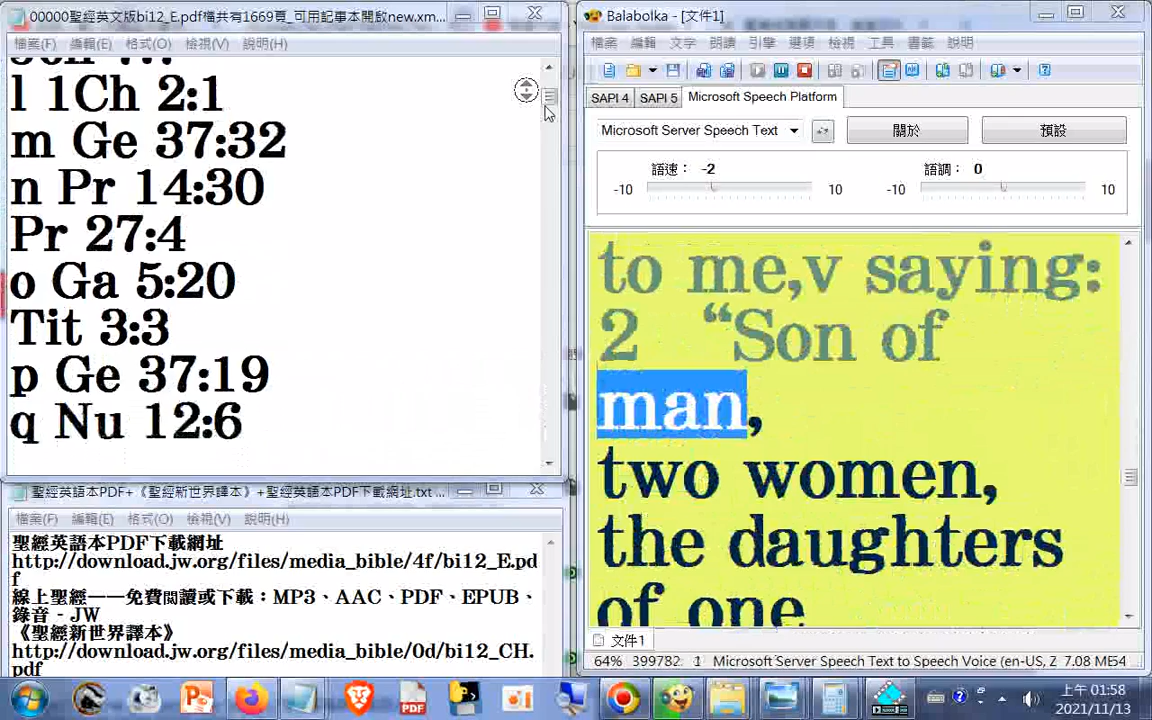 00000聖經英文版bi12_E.pdf檔共有1669頁_可用記事本開啟new.xm...
檔案(F) 編輯(E) 格式(O) 檢視(V) 說明(H)
l 1Ch 2:1
m Ge 37:32
n Pr 14:30
Pr 27:4
o Ga 5:20
Tit 3:3
p Ge 37:19
q Nu 12:6
聖經英語本PDF+《聖經新世界譯本》+聖經英語本PDF下載網址.txt ...
檔案(F) 編輯(E) 格式(O) 檢視(V) 說明(H)
聖經英語本PDF下載網址
http://download.jw.org/files/media_bible/4f/bi12_E.pd
f
線上聖經——免費閱讀或下載：MP3、AAC、PDF、EPUB、
錄音 - JW
《聖經新世界譯本》
http://download.jw.org/files/media_bible/0d/bi12_CH.
pdf
Balabolka - [文件1]
檔案 編輯 文字 朗讀 引擎 選項 檢視 工具 書籤 說明
SAPI 4 SAPI 5 Microsoft Speech Platform
Microsoft Server Speech Text 關於 預設
語速： -2 語調： 0
-10 10 -10 10
to me,v saying:
2 “Son of
man,
two women,
the daughters
of one
文件1
64% 399782: 1 Microsoft Server Speech Text to Speech Voice (en-US, Z 7.08 ME54
上午 01:58
2021/11/13